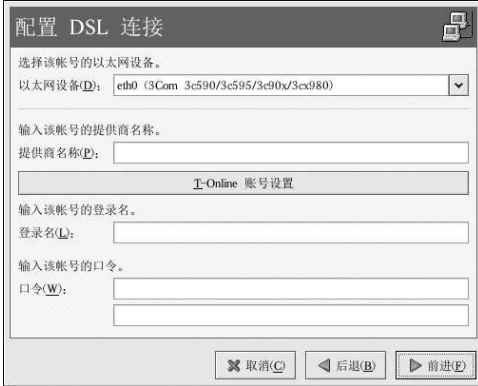 配置 DSL 连接
选择该帐号的以太网设备。
以太网设备(D): eth0 (3Com 3c590/3c595/3c90x/3cx980)
输入该帐号的提供商名称。
提供商名称(P):
T-Online 账号设置
输入该帐号的登录名。
登录名(L):
输入该帐号的口令。
口令(W):
取消(C) 后退(B) 前进(F)